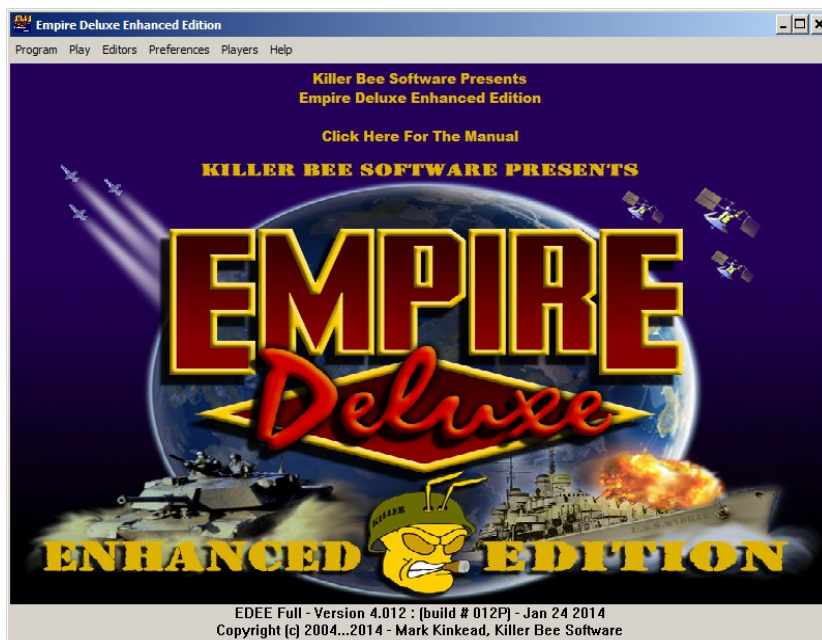 Empire Deluxe Enhanced Edition
Program Play Editors Preferences Players Help
Killer Bee Software Presents
Empire Deluxe Enhanced Edition
Click Here For The Manual
KILLER BEE SOFTWARE PRESENTS
EMPIRE
Deluxe
KILLER
ENHANCED EDITION
EDEE Full - Version 4.012 : (build # 012P) - Jan 24 2014
Copyright (c) 2004...2014 - Mark Kinkead, Killer Bee Software